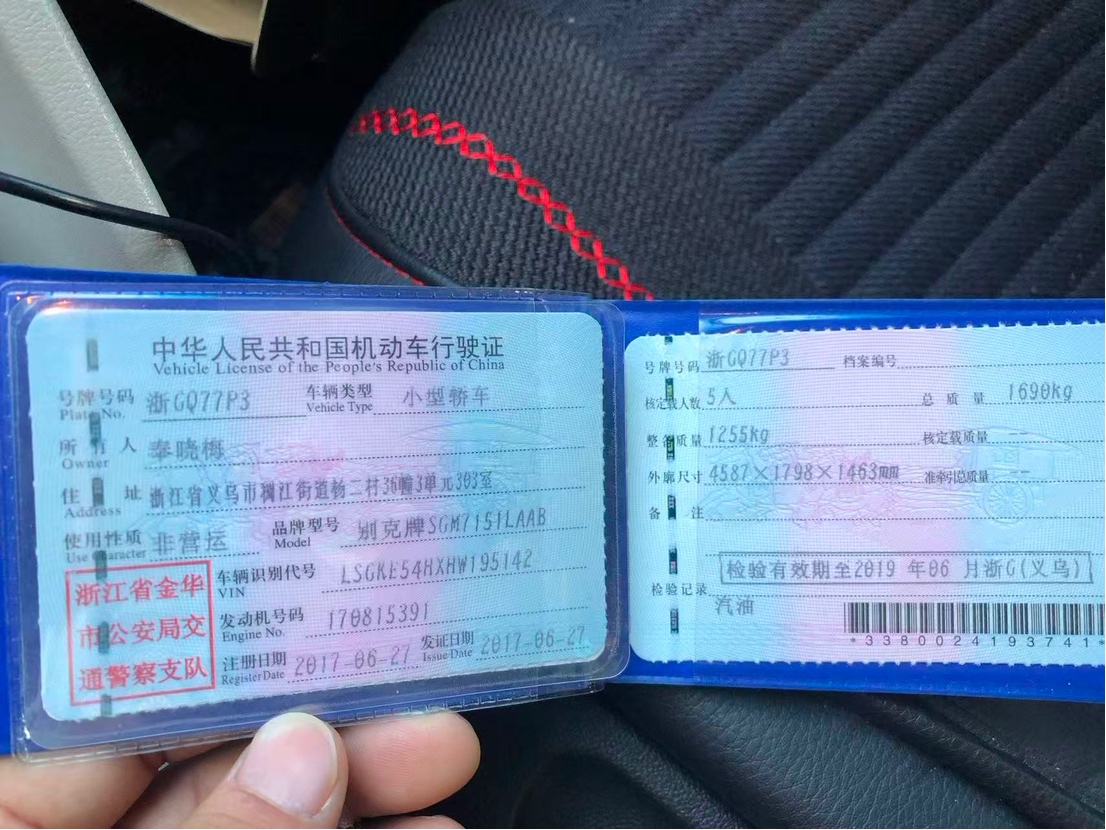 中华人民共和国机动车行驶证
Vehicle License of the People's Republic of China
号牌号码 浙GQ77P3 车辆类型 小型轿车
Plate No. Vehicle Type
所有人 秦晓梅
Owner
住址 浙江省义乌市稠江街道杨二村36幢3单元303室
Address
使用性质 非营运 品牌型号 别克牌SGM7151LAAB
Use Character Model
浙江省金华
市公安局交
通警察支队
车辆识别代号 LSGKE54HXHW195142
VIN
发动机号码 170815391
Engine No.
注册日期 2017-06-27 发证日期 2017-06-27
Register Date Issue Date
号牌号码 浙GQ77P3 档案编号
核定载人数 5人 总质量 1690kg
整备质量 1255kg 核定载质量 --
外廓尺寸 4587×1798×1463mm 准牵引总质量 --
备注
检验有效期至2019 年06 月浙G(义乌)
检验记录
汽油
*3380024193741*